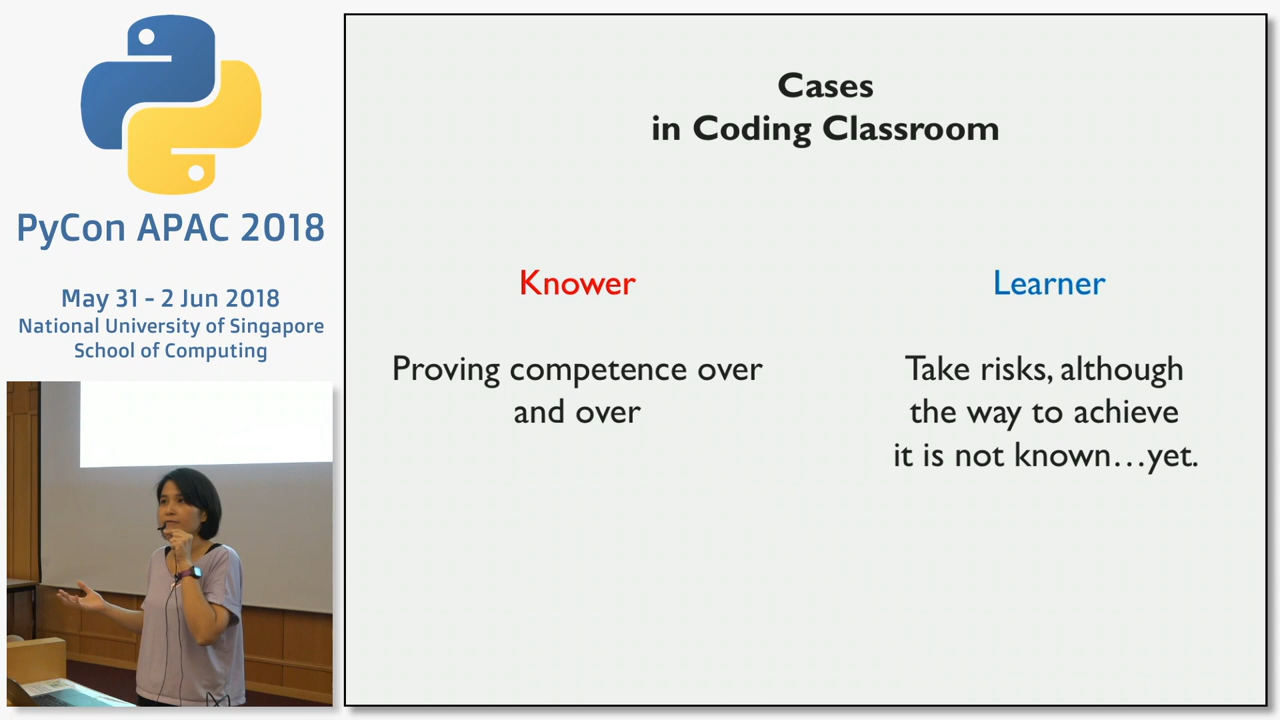 PyCon APAC 2018
May 31 - 2 Jun 2018
National University of Singapore
School of Computing
Cases
in Coding Classroom
Knower
Proving competence over
and over
Learner
Take risks, although
the way to achieve
it is not known...yet.